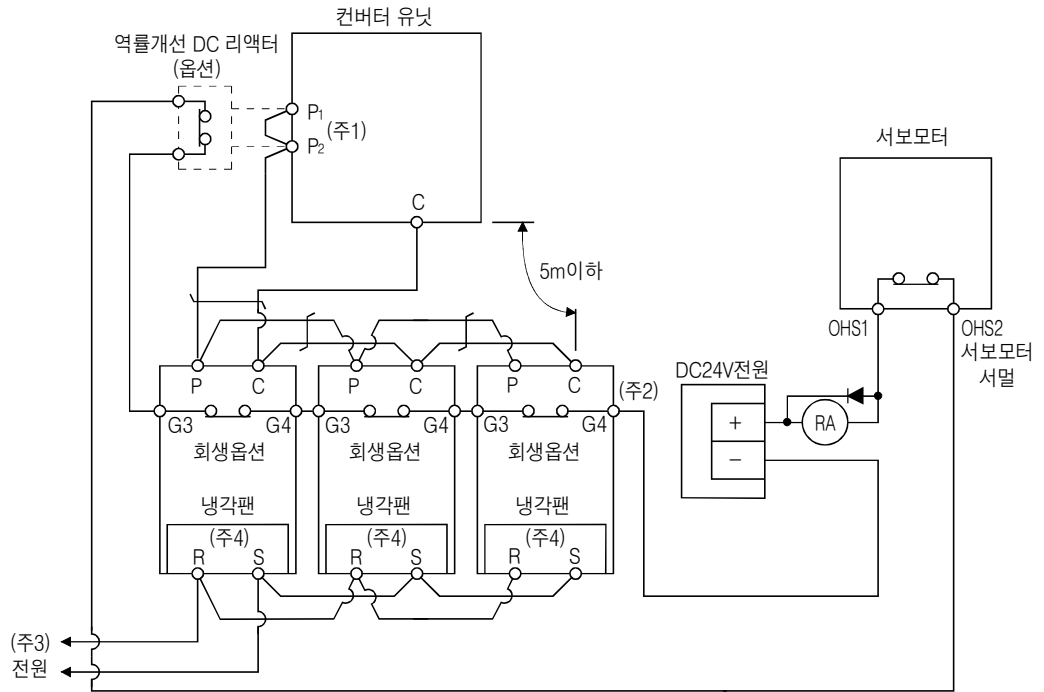 컨버터 유닛
역률개선 DC 리액터
(옵션)
P1
(주1)
P2
C
5m이하
서보모터
OHS1
OHS2
서보모터
서멀
DC24V전원
+
RA
−
P
C
P
C
P
C
(주2)
G3
G4
G3
G4
G3
G4
회생옵션
회생옵션
회생옵션
냉각팬
냉각팬
냉각팬
(주4)
(주4)
(주4)
R
S
R
S
R
S
(주3)
전원